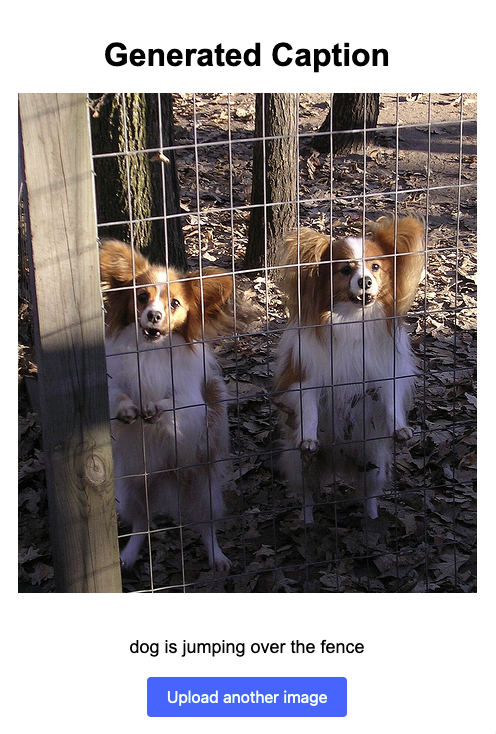 Generated Caption
dog is jumping over the fence
Upload another image